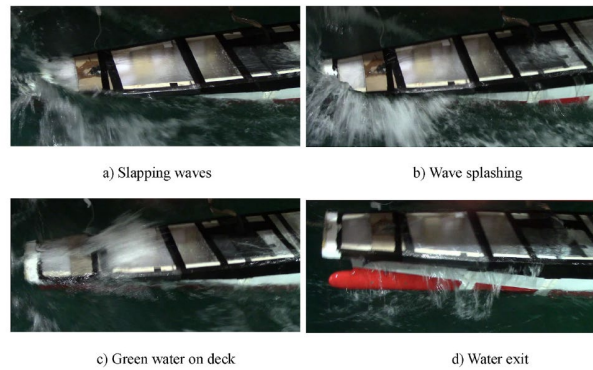 a) Slapping waves
b) Wave splashing
c) Green water on deck
d) Water exit